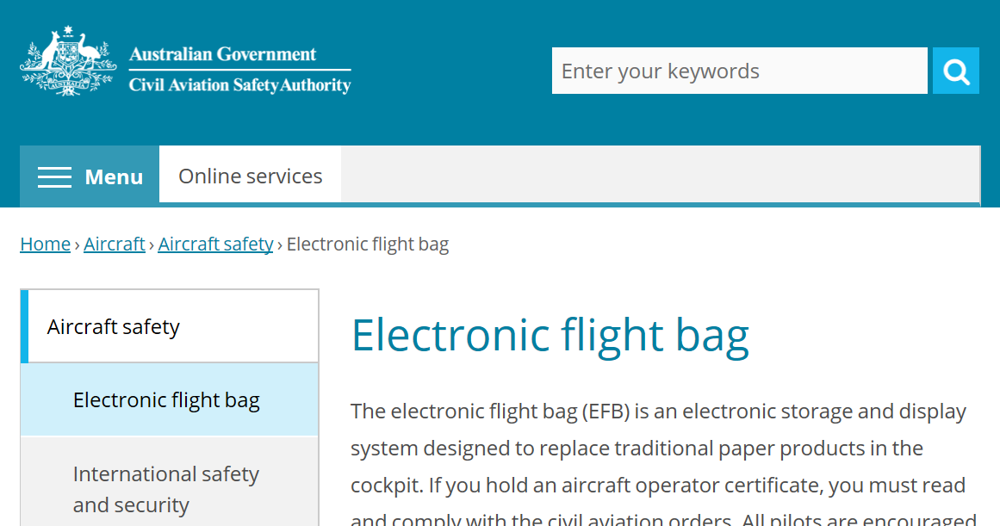 Australian Government
Civil Aviation Safety Authority
Enter your keywords
Menu
Online services
Home › Aircraft › Aircraft safety › Electronic flight bag
Aircraft safety
Electronic flight bag
International safety
and security
Electronic flight bag
The electronic flight bag (EFB) is an electronic storage and display
system designed to replace traditional paper products in the
cockpit. If you hold an aircraft operator certificate, you must read
and comply with the civil aviation orders. All pilots are encouraged